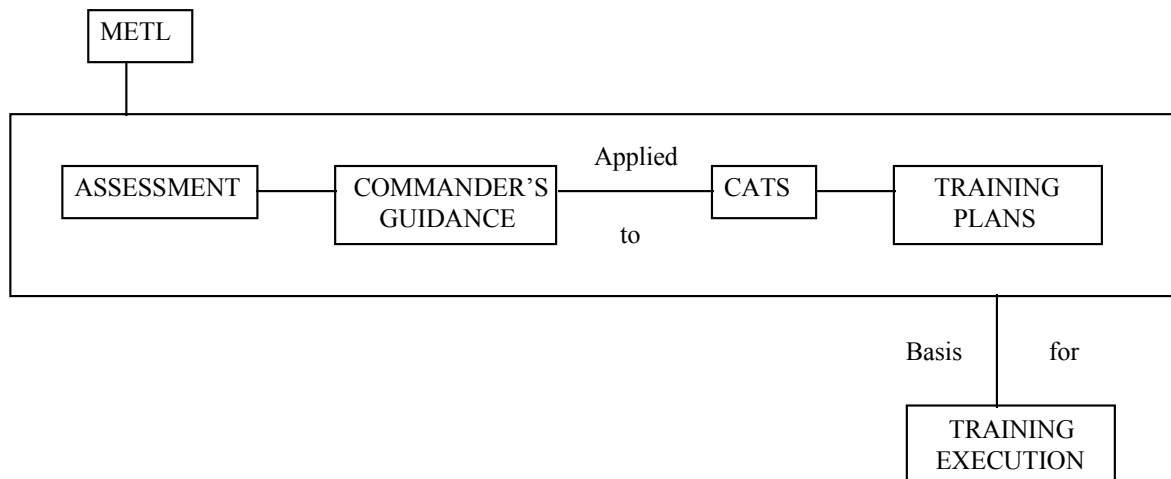 METL
Applied
ASSESSMENT
COMMANDER’S
GUIDANCE
CATS
TRAINING
PLANS
to
Basis for
TRAINING
EXECUTION